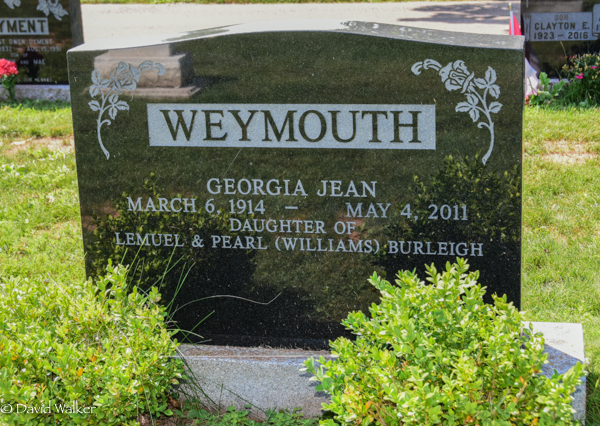 YMENT
CLAYTON E.
1923 – 2016
WEYMOUTH
GEORGIA JEAN
MARCH 6, 1914 – MAY 4, 2011
DAUGHTER OF
LEMUEL & PEARL (WILLIAMS) BURLEIGH
© David Walker